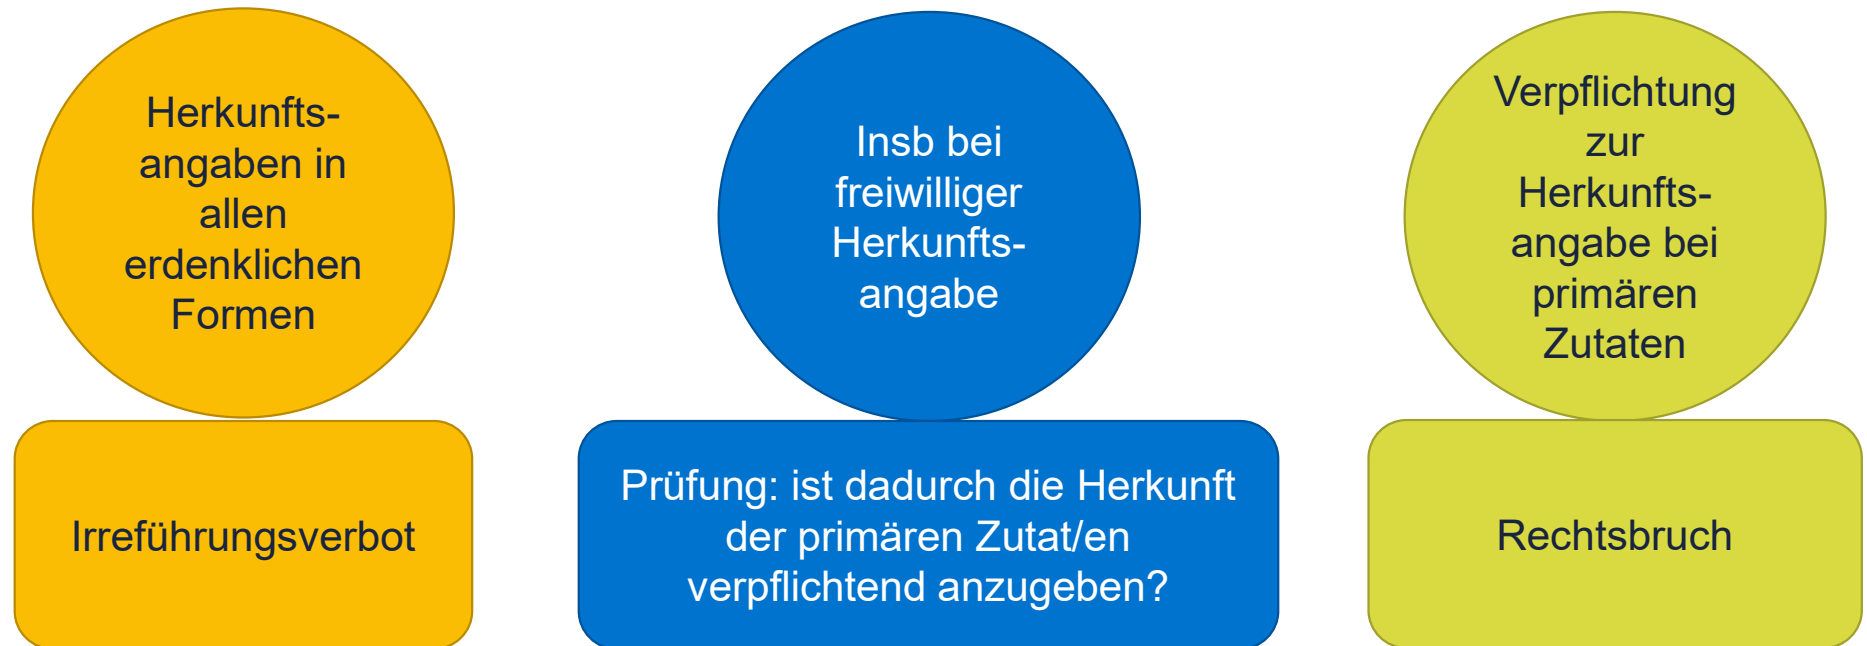 Herkunfts-
angaben in
allen
erdenklichen
Formen
Irreführungsverbot
Insb bei
freiwilliger
Herkunfts-
angabe
Prüfung: ist dadurch die Herkunft
der primären Zutat/en
verpflichtend anzugeben?
Verpflichtung
zur
Herkunfts-
angabe bei
primären
Zutaten
Rechtsbruch